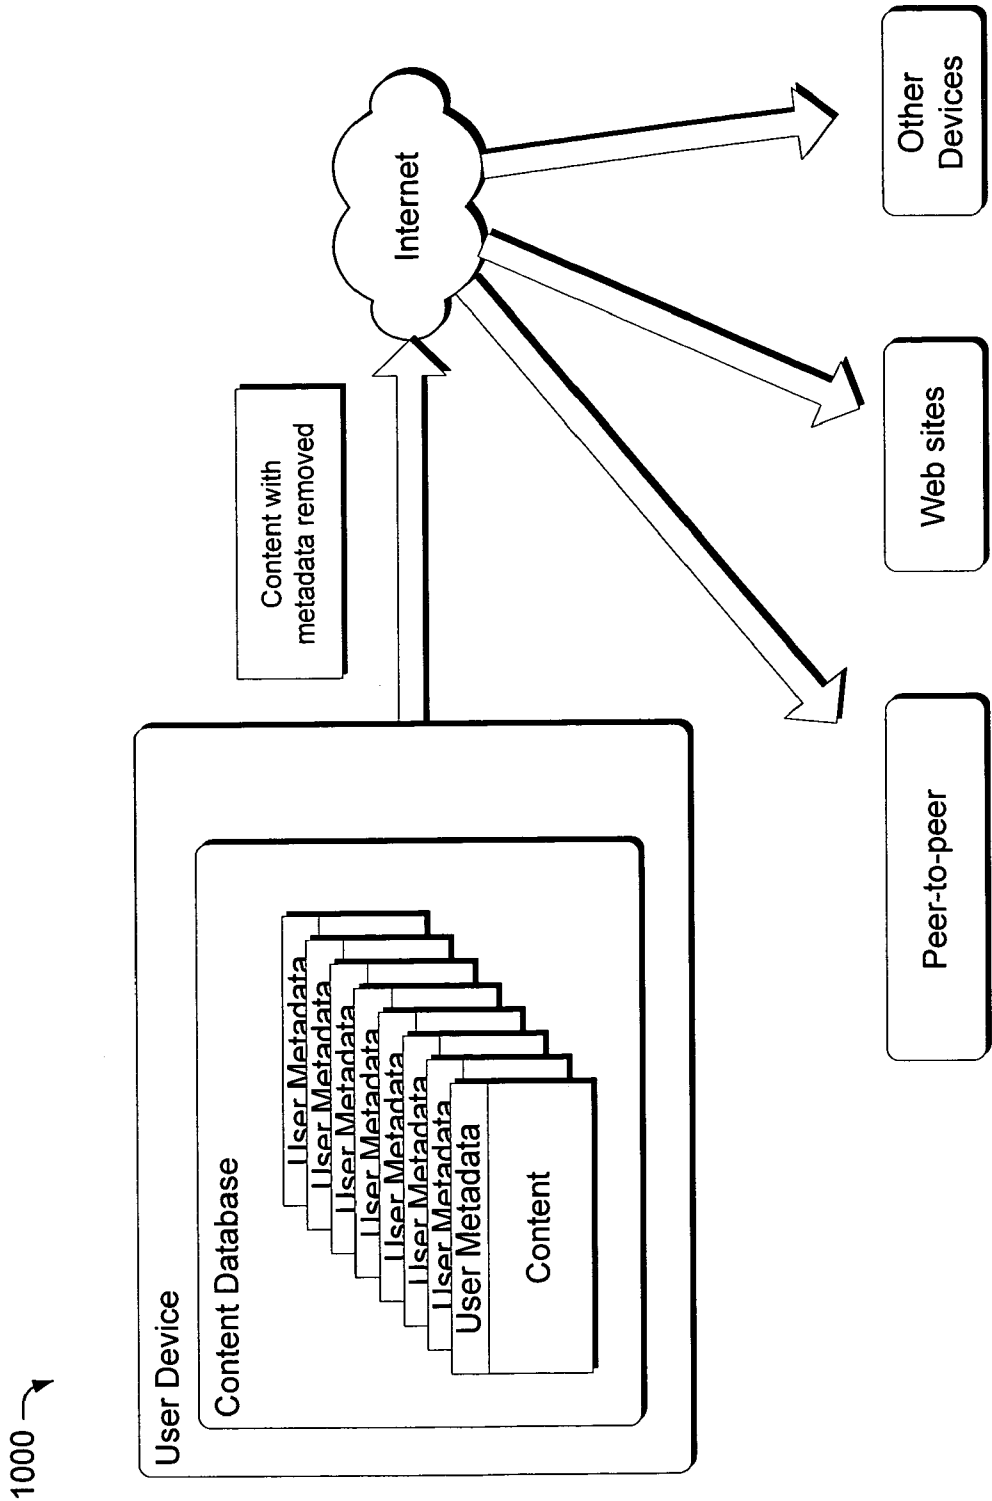 1000
User Device
Content Database
User Metadata
User Metadata
User Metadata
User Metadata
User Metadata
User Metadata
User Metadata
User Metadata
Content
Content with
metadata removed
Internet
Peer-to-peer
Web sites
Other
Devices